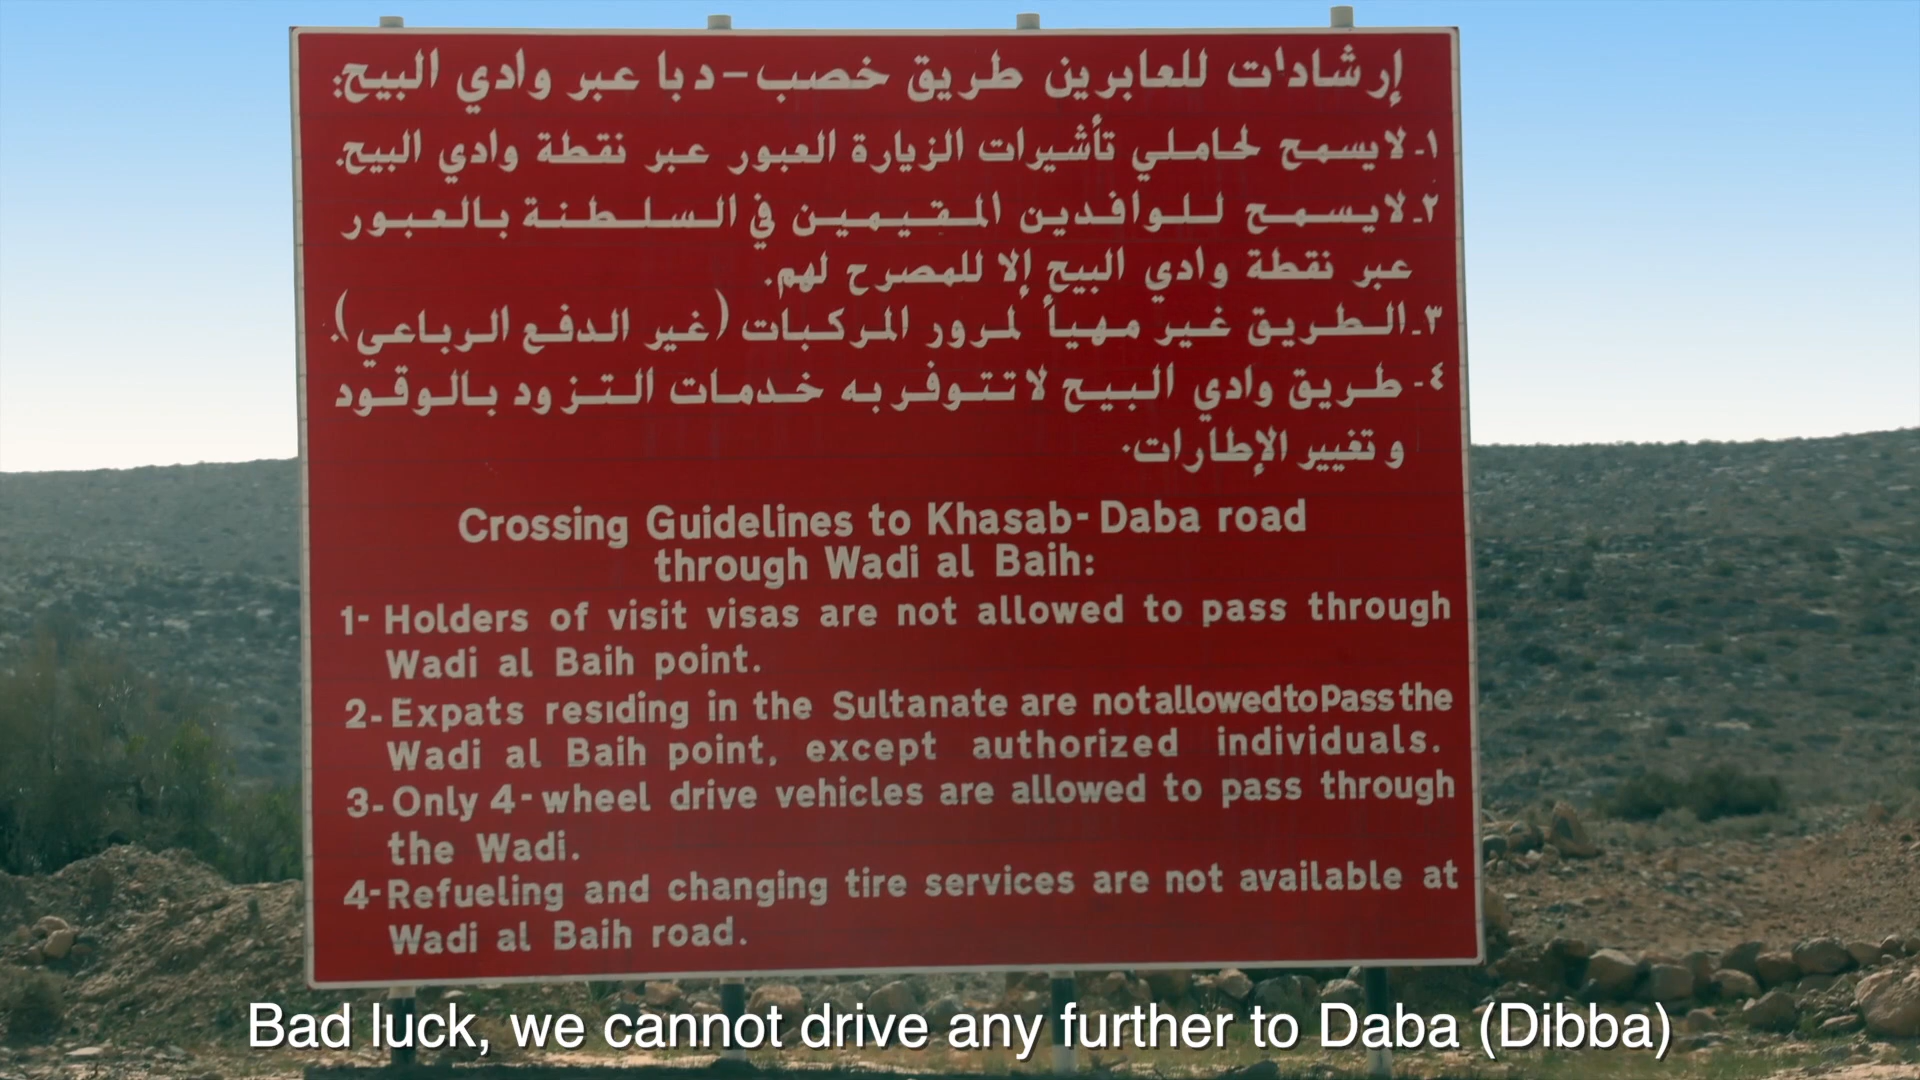 إرشادات للعابرين طريق خصب-دبا عبر وادي البيح:
١-لايسمح لحاملي تأشيرات الزيارة العبور عبر نقطة وادي البيح.
٢-لايسمح للوافدين المقيمين في السلطنة بالعبور
عبر نقطة وادي البيح إلا للمصرح لهم.
٣-الطريق غير مهيأ لمرور المركبات (غير الدفع الرباعي).
٤-طريق وادي البيح لاتتوفر به خدمات التزود بالوقود
و تغيير الإطارات.
Crossing Guidelines to Khasab-Daba road
through Wadi al Baih:
1- Holders of visit visas are not allowed to pass through
Wadi al Baih point.
2-Expats residing in the Sultanate are not allowed to Pass the
Wadi al Baih point, except authorized individuals.
3-Only 4-wheel drive vehicles are allowed to pass through
the Wadi.
4-Refueling and changing tire services are not available at
Wadi al Baih road.
Bad luck, we cannot drive any further to Daba (Dibba)